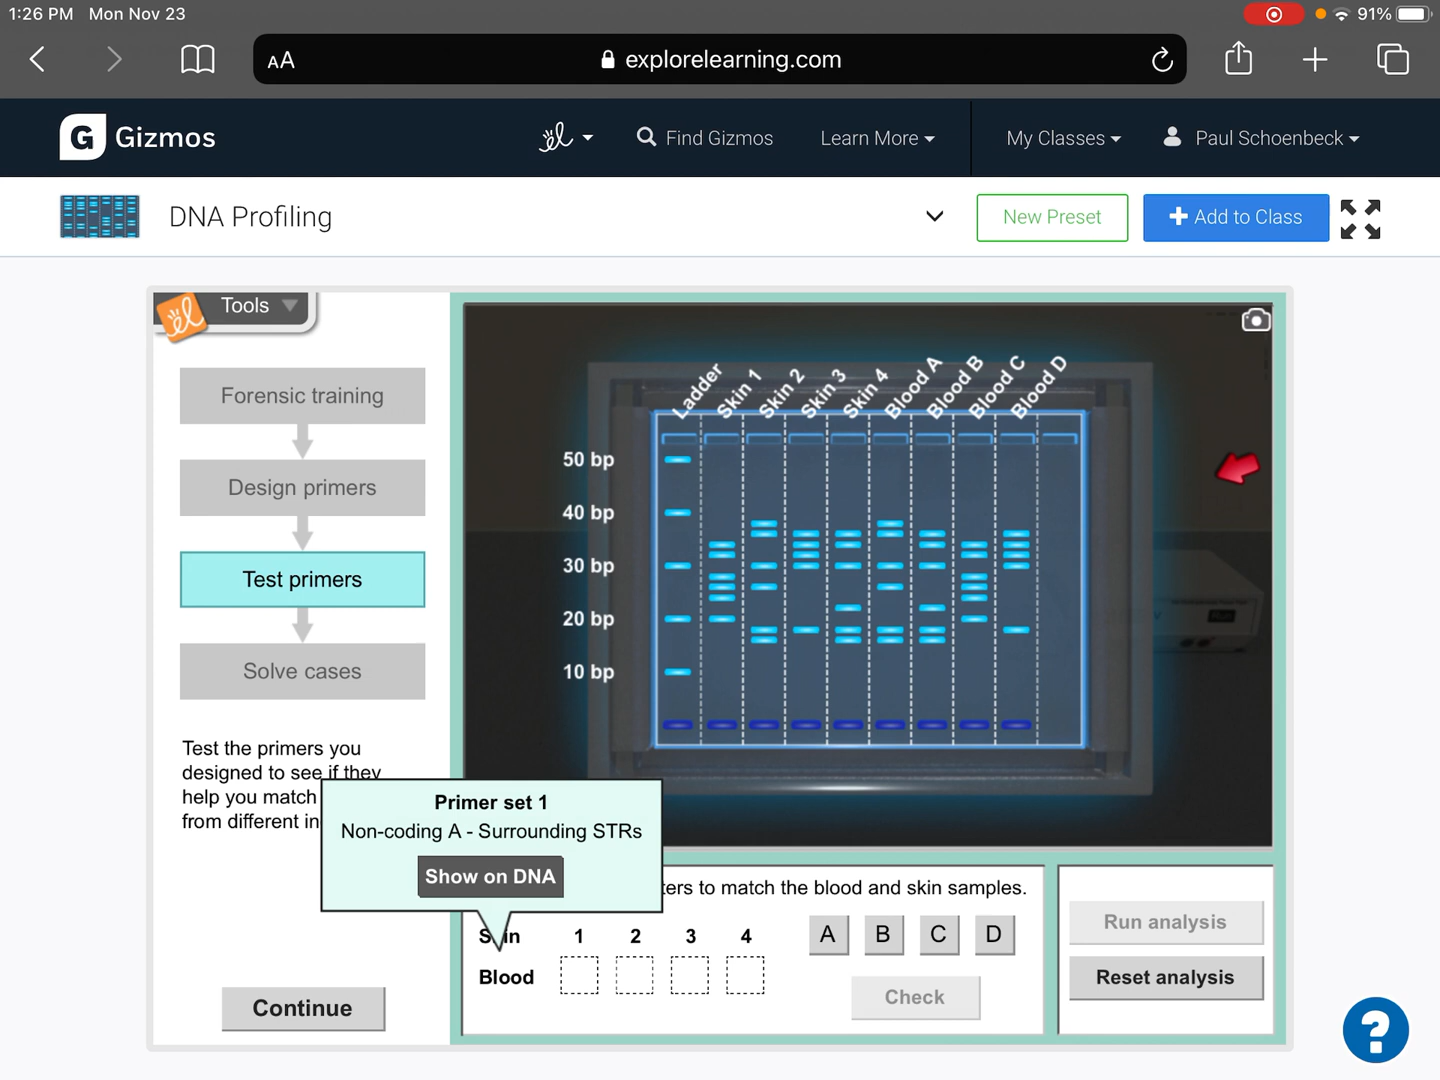 1:26 PM Mon Nov 23
91%
AA
explorelearning.com
G Gizmos
Find Gizmos
Learn More
My Classes
Paul Schoenbeck
DNA Profiling
New Preset
+ Add to Class
el
Tools
Forensic training
Design primers
Test primers
Solve cases
Test the primers you
designed to see if they
help you match
from different in
Continue
Ladder
Skin 1
Skin 2
Skin 3
Skin 4
Blood A
Blood B
Blood C
Blood D
50 bp
40 bp
30 bp
20 bp
10 bp
Primer set 1
Non-coding A - Surrounding STRs
Show on DNA
ters to match the blood and skin samples.
Skin 1 2 3 4
Blood
A B C D
Check
Run analysis
Reset analysis
?